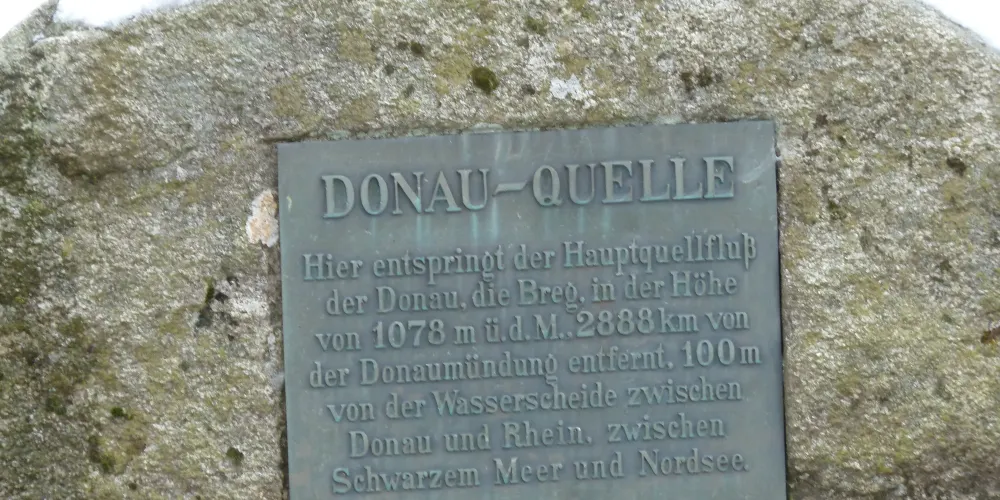 DONAU-QUELLE
Hier entspringt der Hauptquellfluß
der Donau, die Breg, in der Höhe
von 1078 m ü.d.M., 2888 km von
der Donaumündung entfernt, 100 m
von der Wasserscheide zwischen
Donau und Rhein, zwischen
Schwarzem Meer und Nordsee.